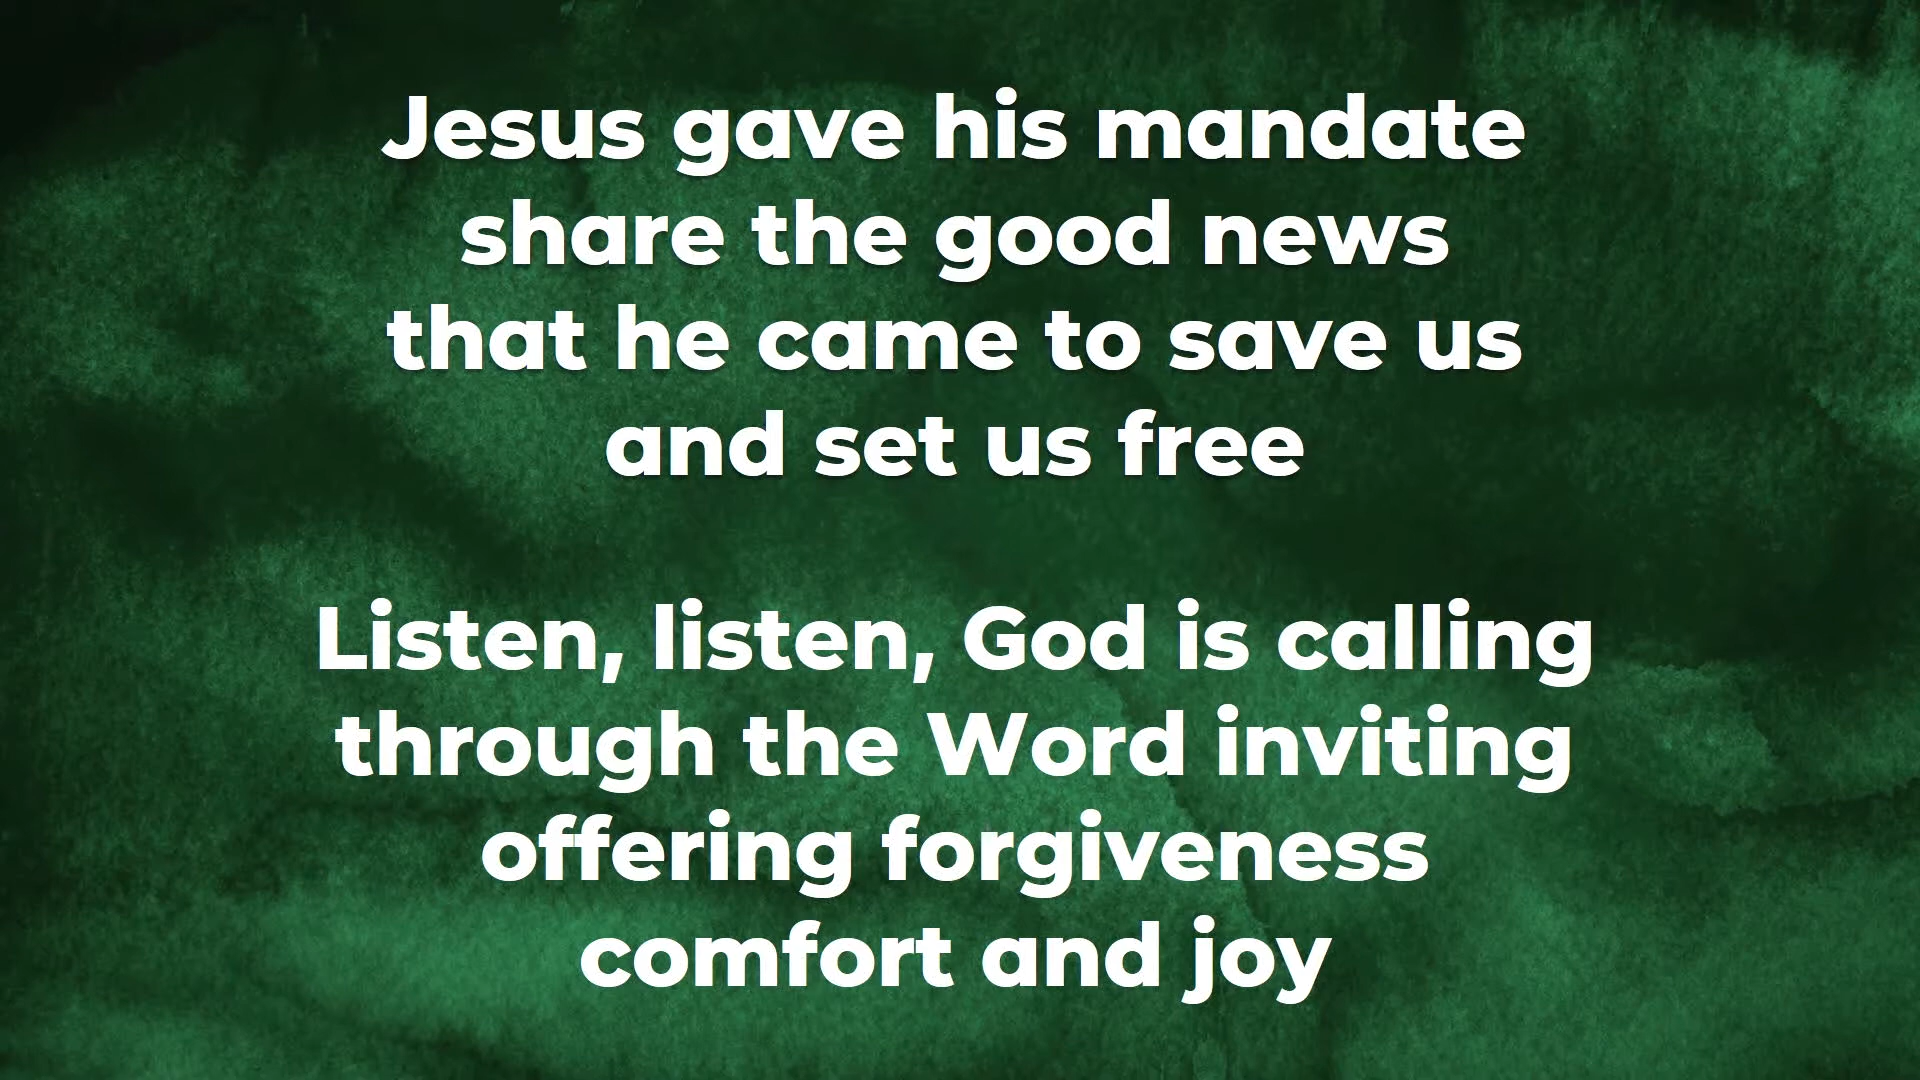 Jesus gave his mandate
share the good news
that he came to save us
and set us free
Listen, listen, God is calling
through the Word inviting
offering forgiveness
comfort and joy